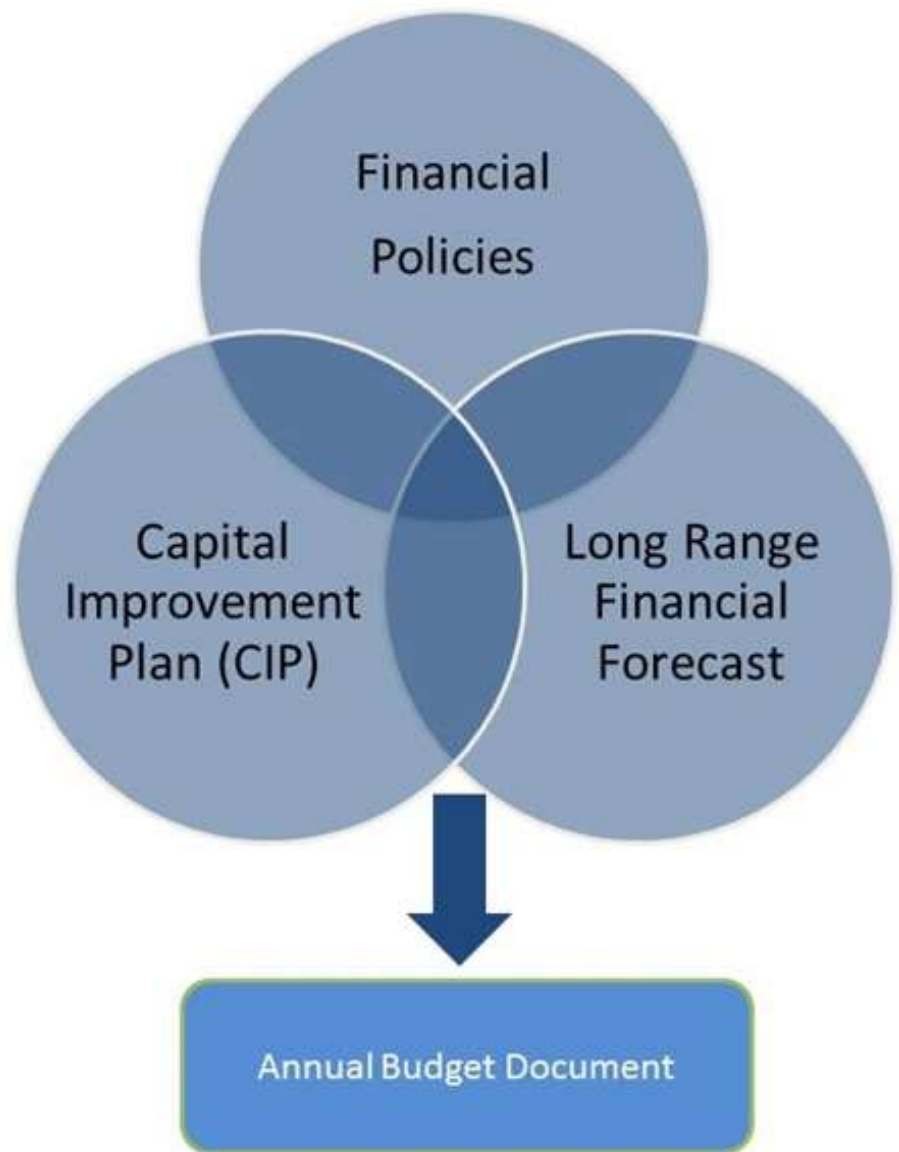 Financial
Policies
Capital
Improvement
Plan (CIP)
Long Range
Financial
Forecast
Annual Budget Document